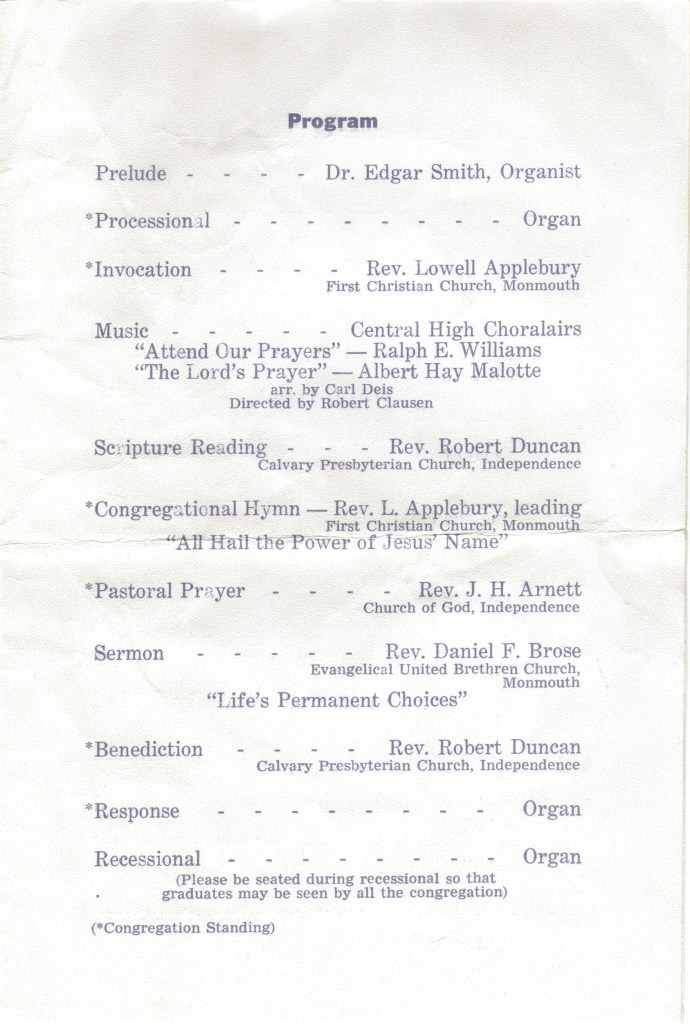 Program
Prelude - - - - Dr. Edgar Smith, Organist
*Processional - - - - - - - - Organ
*Invocation - - - - Rev. Lowell Applebury
First Christian Church, Monmouth
Music - - - - - Central High Choralairs
“Attend Our Prayers” — Ralph E. Williams
“The Lord’s Prayer” — Albert Hay Malotte
arr. by Carl Deis
Directed by Robert Clausen
Scripture Reading - - - Rev. Robert Duncan
Calvary Presbyterian Church, Independence
*Congregational Hymn — Rev. L. Applebury, leading
First Christian Church, Monmouth
“All Hail the Power of Jesus’ Name”
*Pastoral Prayer - - - - Rev. J. H. Arnett
Church of God, Independence
Sermon - - - - - Rev. Daniel F. Brose
Evangelical United Brethren Church,
Monmouth
“Life’s Permanent Choices”
*Benediction - - - - Rev. Robert Duncan
Calvary Presbyterian Church, Independence
*Response - - - - - - - - Organ
Recessional - - - - - - - - Organ
(Please be seated during recessional so that
graduates may be seen by all the congregation)
(*Congregation Standing)